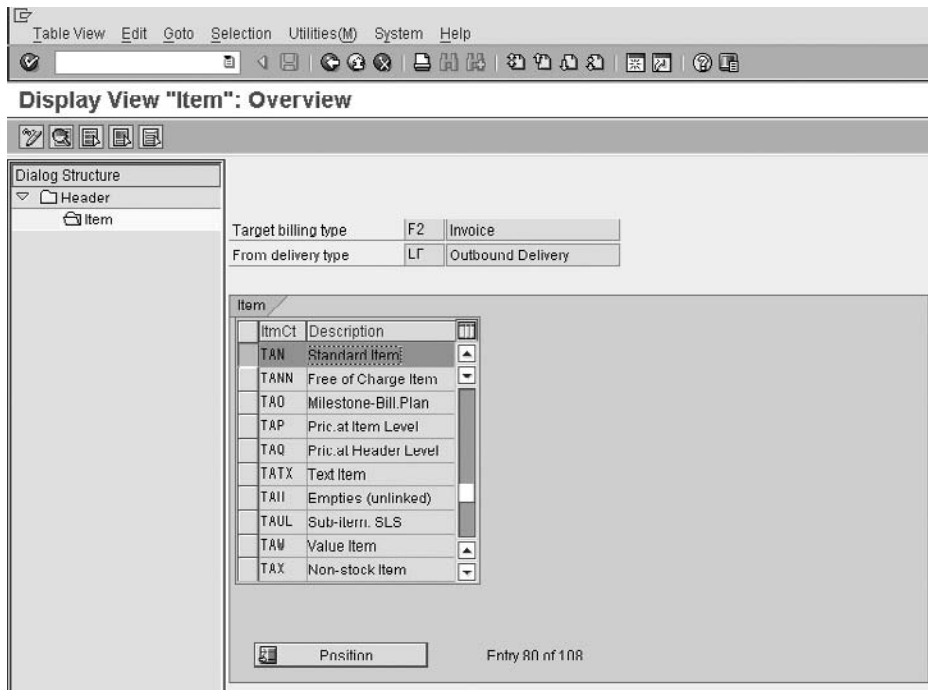 Table View Edit Goto Selection Utilities(M) System Help
Display View "Item": Overview
Dialog Structure
Header
Item
Target billing type F2 Invoice
From delivery type LF Outbound Delivery
Item
ItmCt Description
TAN Standard Item
TANN Free of Charge Item
TAO Milestone-Bill.Plan
TAP Pric.at Item Level
TAQ Pric.at Header Level
TATX Text Item
TAU Empties (unlinked)
TAUL Sub-item. SLS
TAW Value Item
TAX Non-stock Item
Position Entry 80 of 108